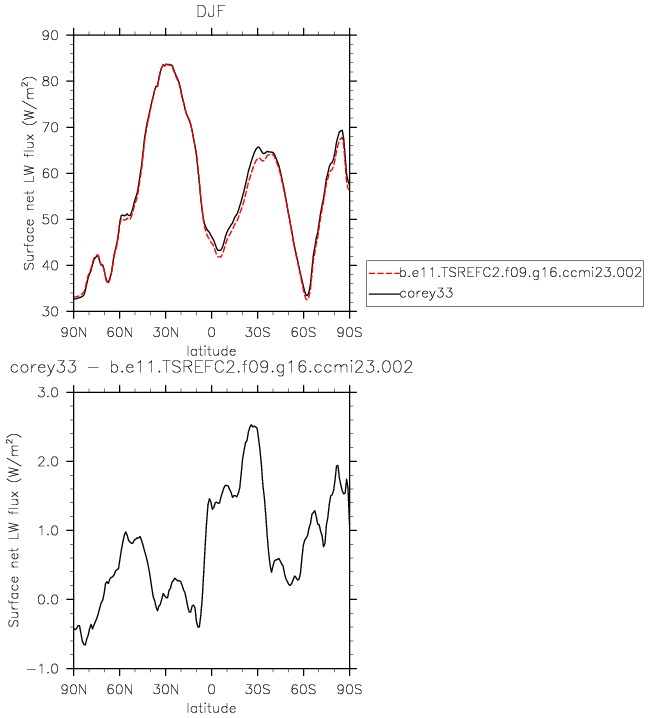 DJF
90
80
70
60
50
40
30
Surface net LW flux (W/m²)
90N 60N 30N 0 30S 60S 90S
latitude
b.e11.TSREFC2.f09.g16.ccmi23.002
corey33
corey33 − b.e11.TSREFC2.f09.g16.ccmi23.002
3.0
2.0
1.0
0.0
−1.0
Surface net LW flux (W/m²)
90N 60N 30N 0 30S 60S 90S
latitude